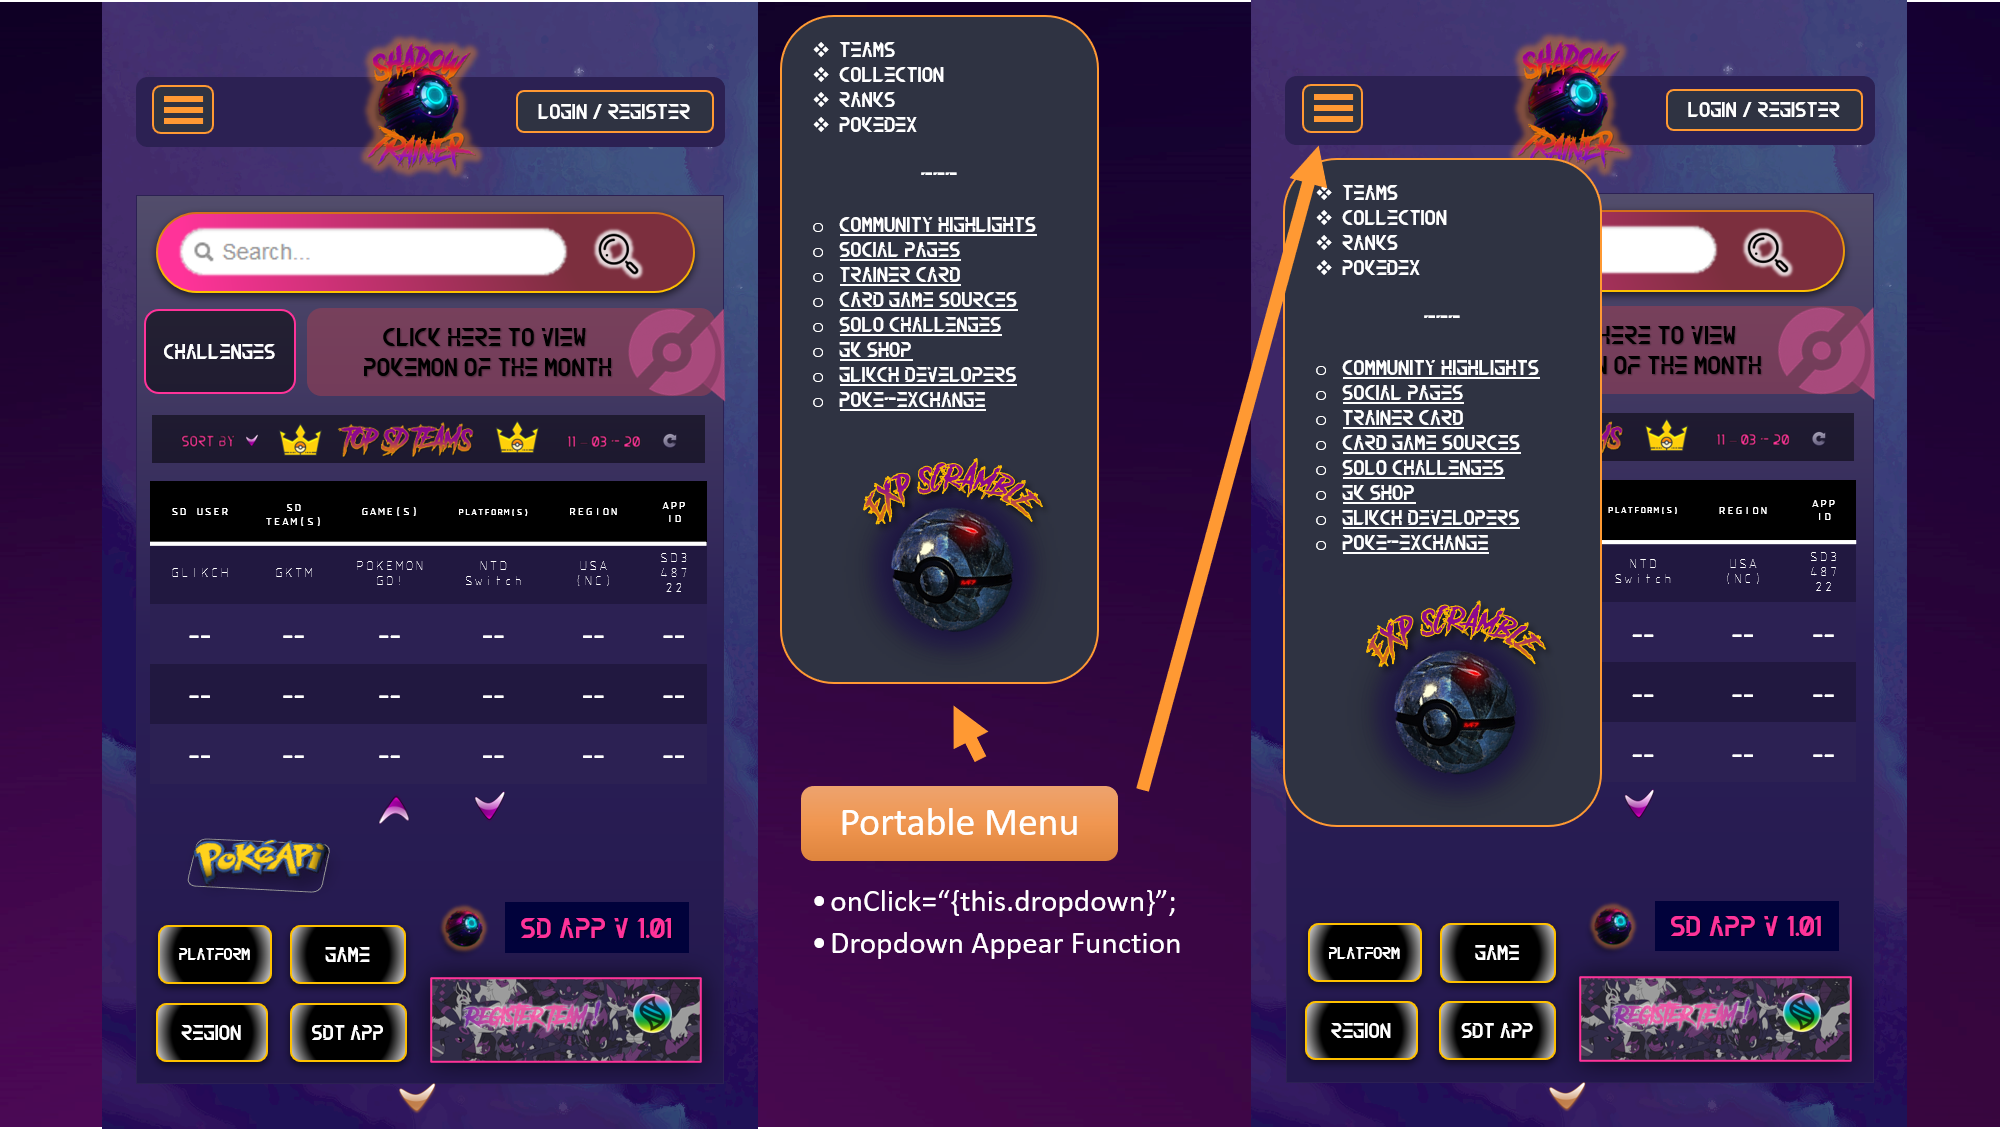 SHADOW
TRAINER
LOGIN / REGISTER
Search...
CHALLENGES
CLICK HERE TO VIEW
POKEMON OF THE MONTH
SORT BY
TOP SD TEAMS
11 - 03 - 20
SD USER
SD
TEAM(S)
GAME(S)
PLATFORM(S)
REGION
APP
ID
GLIKCH
GKTM
POKEMON
GO!
NTD
Switch
USA
(NC)
SD3
487
22
-- -- -- -- -- --
-- -- -- -- -- --
-- -- -- -- -- --
PokéApi
PLATFORM
GAME
REGION
SDT APP
SD APP V 1.01
REGISTER TEAM !
❖ TEAMS
❖ COLLECTION
❖ RANKS
❖ POKEDEX
----
o COMMUNITY HIGHLIGHTS
o SOCIAL PAGES
o TRAINER CARD
o CARD GAME SOURCES
o SOLO CHALLENGES
o GK SHOP
o GLIKCH DEVELOPERS
o POKE-EXCHANGE
EXP SCRAMBLE
Portable Menu
• onClick=“{this.dropdown}”;
• Dropdown Appear Function
SHADOW
TRAINER
LOGIN / REGISTER
❖ TEAMS
❖ COLLECTION
❖ RANKS
❖ POKEDEX
----
o COMMUNITY HIGHLIGHTS
o SOCIAL PAGES
o TRAINER CARD
o CARD GAME SOURCES
o SOLO CHALLENGES
o GK SHOP
o GLIKCH DEVELOPERS
o POKE-EXCHANGE
EXP SCRAMBLE
HERE TO VIEW
N OF THE MONTH
MS
11 - 03 - 20
PLATFORM(S)
REGION
APP
ID
NTD
Switch
USA
(NC)
SD3
487
22
-- -- --
-- -- --
-- -- --
PLATFORM
GAME
REGION
SDT APP
SD APP V 1.01
REGISTER TEAM !